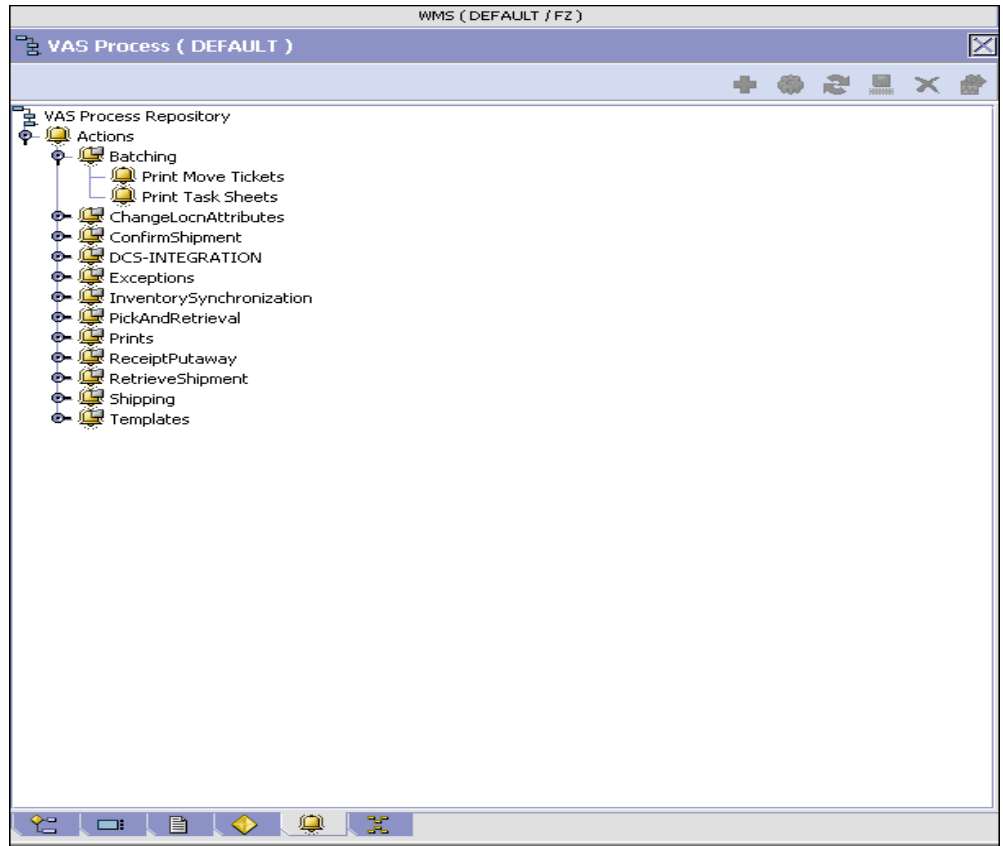 WMS ( DEFAULT / FZ )
VAS Process ( DEFAULT )
VAS Process Repository
Actions
Batching
Print Move Tickets
Print Task Sheets
ChangeLocnAttributes
ConfirmShipment
DCS-INTEGRATION
Exceptions
InventorySynchronization
PickAndRetrieval
Prints
ReceiptPutaway
RetrieveShipment
Shipping
Templates